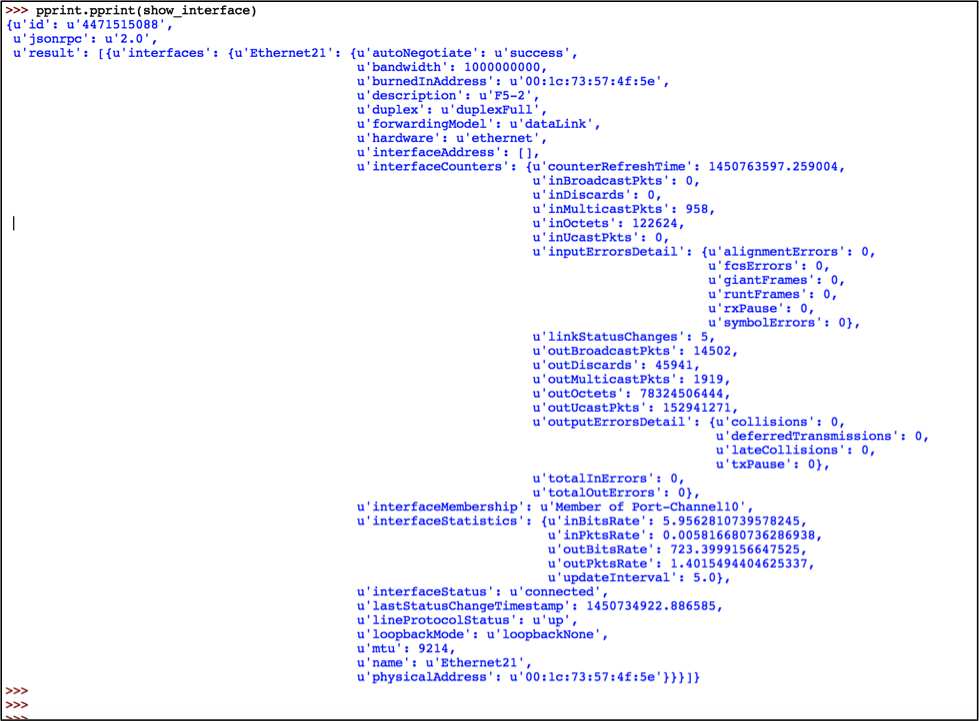 >>> pprint.pprint(show_interface)
{u'id': u'4471515088',
u'jsonrpc': u'2.0',
u'result': [{u'interfaces': {u'Ethernet21': {u'autoNegotiate': u'success',
u'bandwidth': 1000000000,
u'burnedInAddress': u'00:1c:73:57:4f:5e',
u'description': u'F5-2',
u'duplex': u'duplexFull',
u'forwardingModel': u'dataLink',
u'hardware': u'ethernet',
u'interfaceAddress': [],
u'interfaceCounters': {u'counterRefreshTime': 1450763597.259004,
u'inBroadcastPkts': 0,
u'inDiscards': 0,
u'inMulticastPkts': 958,
u'inOctets': 122624,
u'inUcastPkts': 0,
u'inputErrorsDetail': {u'alignmentErrors': 0,
u'fcsErrors': 0,
u'giantFrames': 0,
u'runtFrames': 0,
u'rxPause': 0,
u'symbolErrors': 0},
u'linkStatusChanges': 5,
u'outBroadcastPkts': 14502,
u'outDiscards': 45941,
u'outMulticastPkts': 1919,
u'outOctets': 78324506444,
u'outUcastPkts': 152941271,
u'outputErrorsDetail': {u'collisions': 0,
u'deferredTransmissions': 0,
u'lateCollisions': 0,
u'txPause': 0},
u'totalInErrors': 0,
u'totalOutErrors': 0},
u'interfaceMembership': u'Member of Port-Channel10',
u'interfaceStatistics': {u'inBitsRate': 5.9562810739578245,
u'inPktsRate': 0.005816680736286938,
u'outBitsRate': 723.3999156647525,
u'outPktsRate': 1.4015494404625337,
u'updateInterval': 5.0},
u'interfaceStatus': u'connected',
u'lastStatusChangeTimestamp': 1450734922.886585,
u'lineProtocolStatus': u'up',
u'loopbackMode': u'loopbackNone',
u'mtu': 9214,
u'name': u'Ethernet21',
u'physicalAddress': u'00:1c:73:57:4f:5e'}}}]}
>>>
>>>
>>>